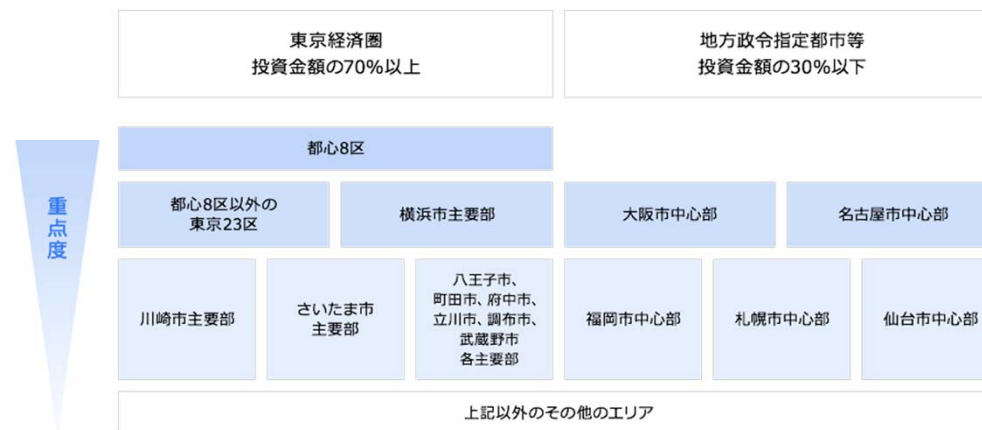 東京経済圏
投資金額の70%以上
地方政令指定都市等
投資金額の30%以下
重点度
都心8区
都心8区以外の
東京23区
横浜市主要部
大阪市中心部
名古屋市中心部
川崎市主要部
さいたま市
主要部
八王子市、
町田市、府中市、
立川市、調布市、
武蔵野市
各主要部
福岡市中心部
札幌市中心部
仙台市中心部
上記以外のその他のエリア